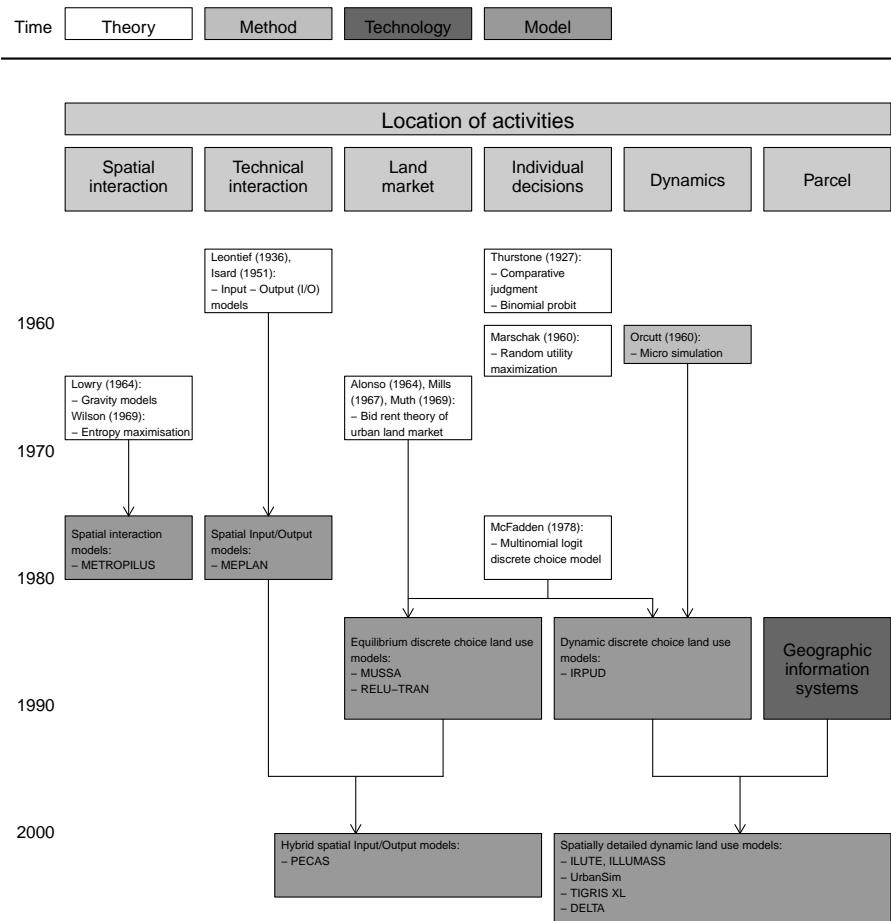 Time
Theory
Method
Technology
Model
Location of activities
Spatial
interaction
Technical
interaction
Land
market
Individual
decisions
Dynamics
Parcel
Leontief (1936),
Isard (1951):
– Input – Output (I/O)
models
Thurstone (1927):
– Comparative
judgment
– Binomial probit
1960
Marschak (1960):
– Random utility
maximization
Orcutt (1960):
– Micro simulation
Lowry (1964):
– Gravity models
Wilson (1969):
– Entropy maximisation
Alonso (1964), Mills
(1967), Muth (1969):
– Bid rent theory of
urban land market
1970
Spatial interaction
models:
– METROPILUS
Spatial Input/Output
models:
– MEPLAN
McFadden (1978):
– Multinomial logit
discrete choice model
1980
Equilibrium discrete choice land use
models:
– MUSSA
– RELU–TRAN
Dynamic discrete choice land use
models:
– IRPUD
Geographic
information
systems
1990
2000
Hybrid spatial Input/Output models:
– PECAS
Spatially detailed dynamic land use models:
– ILUTE, ILLUMASS
– UrbanSim
– TIGRIS XL
– DELTA